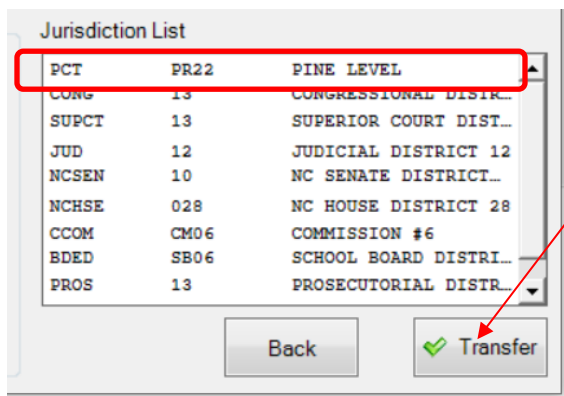 Jurisdiction List
PCT PR22 PINE LEVEL
CONG 13 CONGRESSIONAL DISTR…
SUPCT 13 SUPERIOR COURT DIST…
JUD 12 JUDICIAL DISTRICT 12
NCSEN 10 NC SENATE DISTRICT…
NCHSE 028 NC HOUSE DISTRICT 28
CCOM CM06 COMMISSION #6
BDED SB06 SCHOOL BOARD DISTRI…
PROS 13 PROSECUTORIAL DISTR…
Back Transfer